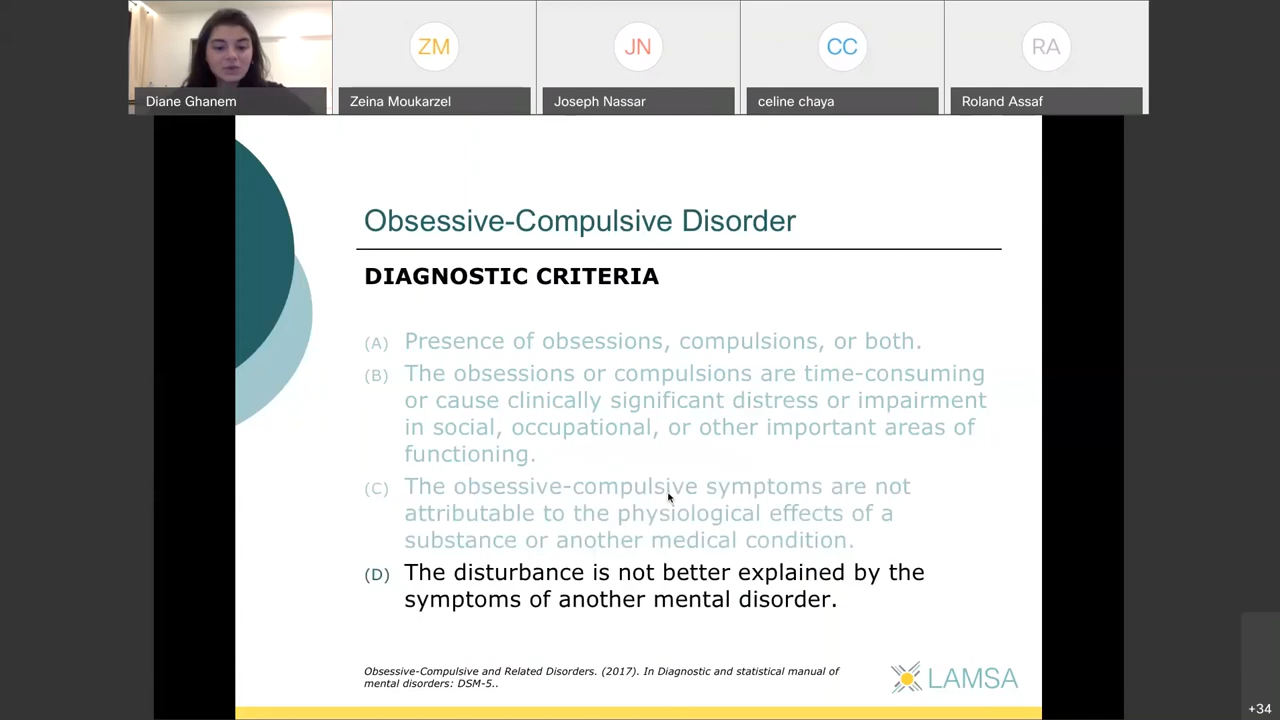 ZM
JN
CC
RA
Diane Ghanem
Zeina Moukarzel
Joseph Nassar
celine chaya
Roland Assaf
Obsessive-Compulsive Disorder
DIAGNOSTIC CRITERIA
(A) Presence of obsessions, compulsions, or both.
(B) The obsessions or compulsions are time-consuming
or cause clinically significant distress or impairment
in social, occupational, or other important areas of
functioning.
(C) The obsessive-compulsive symptoms are not
attributable to the physiological effects of a
substance or another medical condition.
(D) The disturbance is not better explained by the
symptoms of another mental disorder.
Obsessive-Compulsive and Related Disorders. (2017). In Diagnostic and statistical manual of
mental disorders: DSM-5..
LAMSA
+34